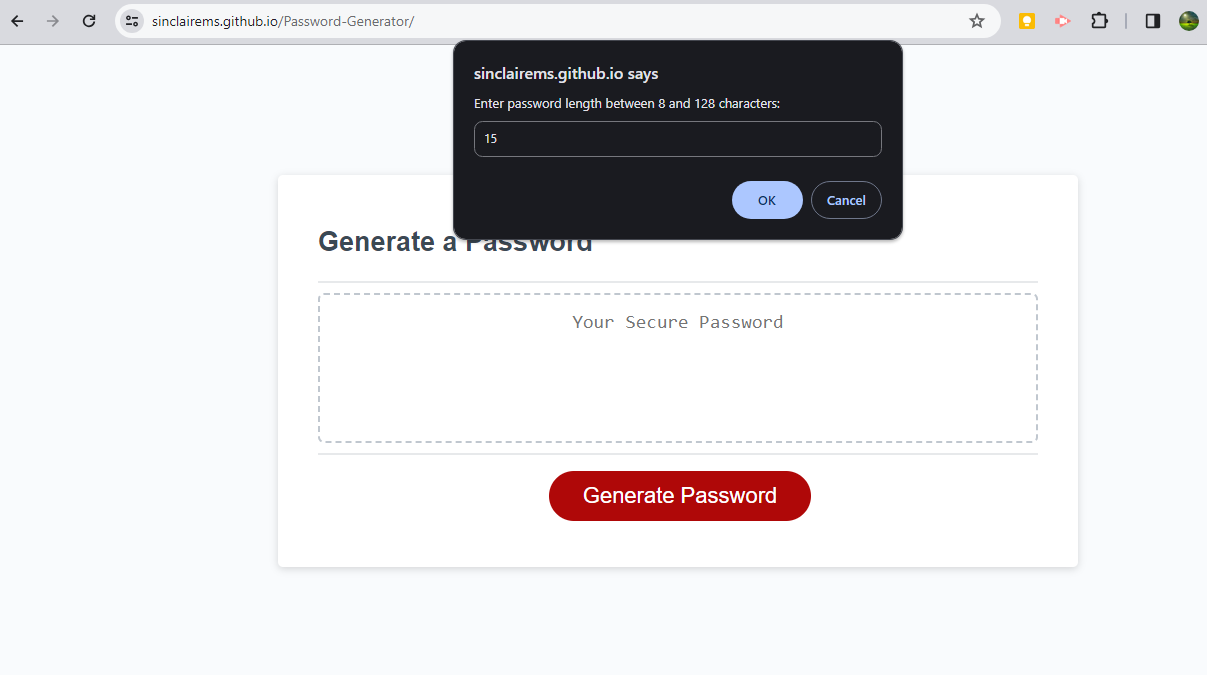 sinclairems.github.io/Password-Generator/
sinclairems.github.io says
Enter password length between 8 and 128 characters:
15
OK Cancel
Generate a Password
Your Secure Password
Generate Password